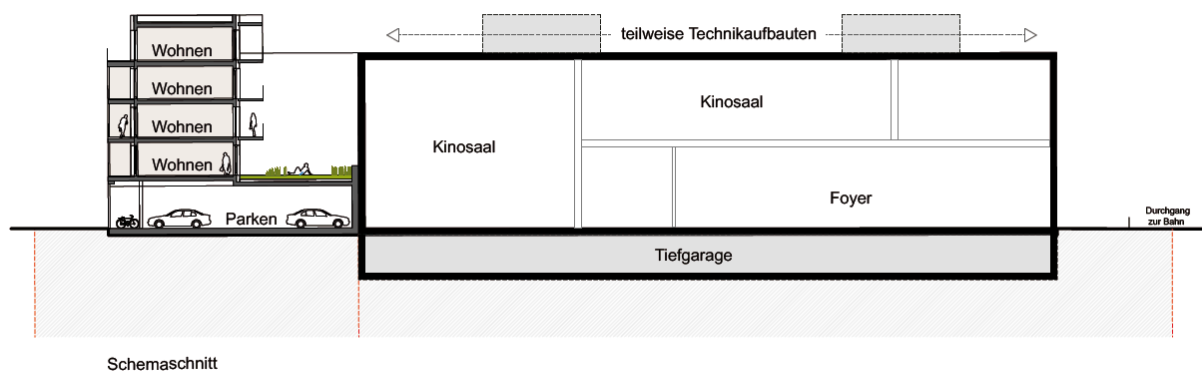 teilweise Technikaufbauten
Wohnen
Wohnen
Wohnen
Wohnen
Parken
Kinosaal
Kinosaal
Foyer
Tiefgarage
Durchgang
zur Bahn
Schemaschnitt